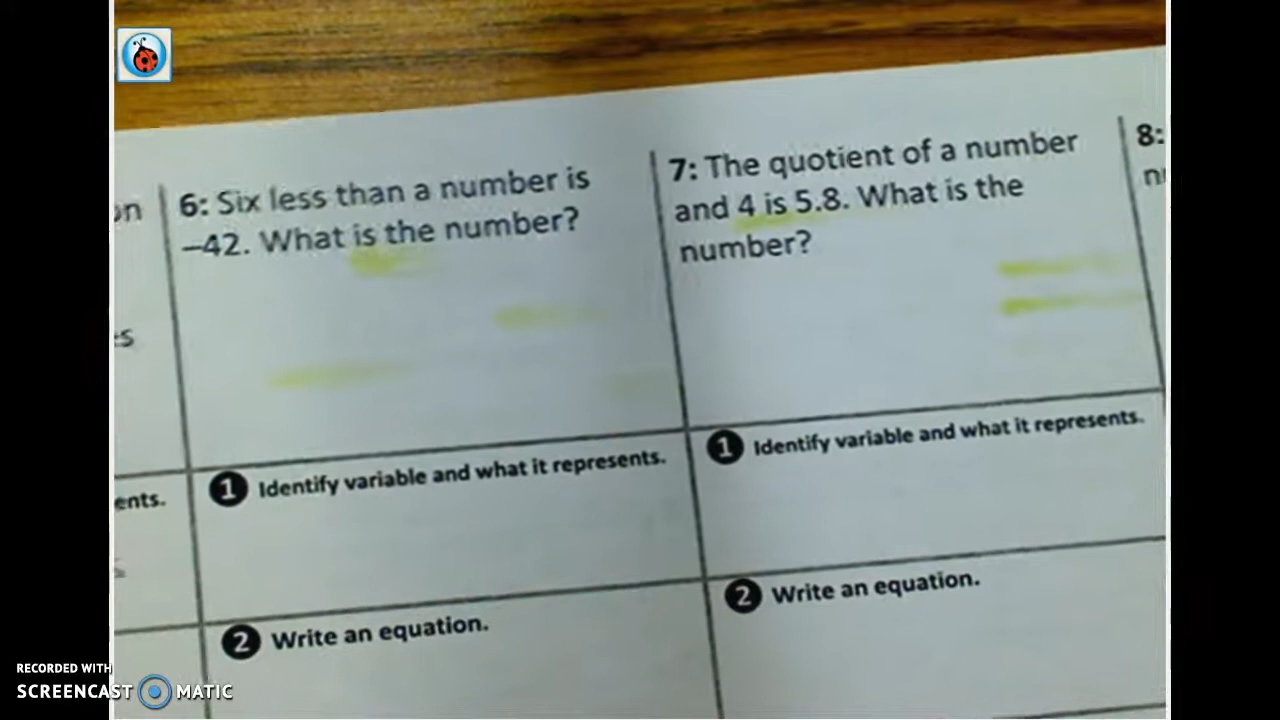 on
6: Six less than a number is
–42. What is the number?
7: The quotient of a number
and 4 is 5.8. What is the
number?
8:
es
1 Identify variable and what it represents.
1 Identify variable and what it represents.
ents.
2 Write an equation.
2 Write an equation.
RECORDED WITH
SCREENCAST MATIC